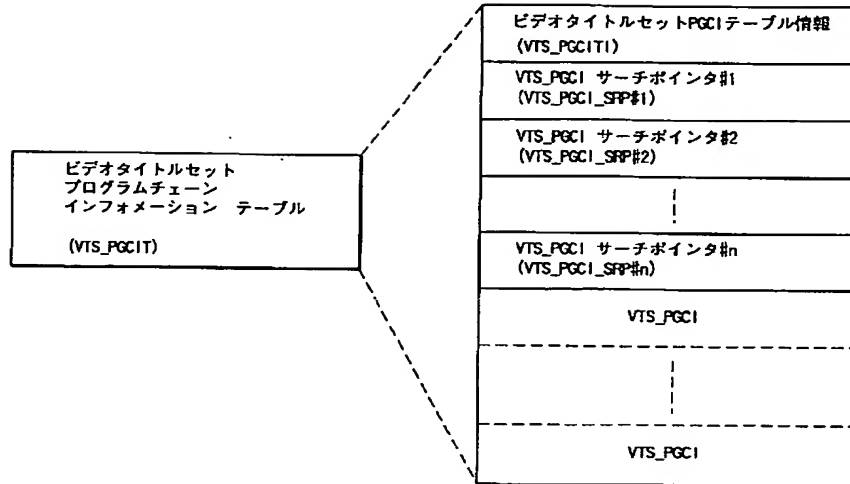 ビデオタイトルセット
プログラムチェーン
インフォメーション テーブル
(VTS_PGCIT)
ビデオタイトルセットPGCIテーブル情報
(VTS_PGCITI)
VTS_PGCI サーチポインタ#1
(VTS_PGCI_SRP#1)
VTS_PGCI サーチポインタ#2
(VTS_PGCI_SRP#2)
VTS_PGCI サーチポインタ#n
(VTS_PGCI_SRP#n)
VTS_PGCI
VTS_PGCI